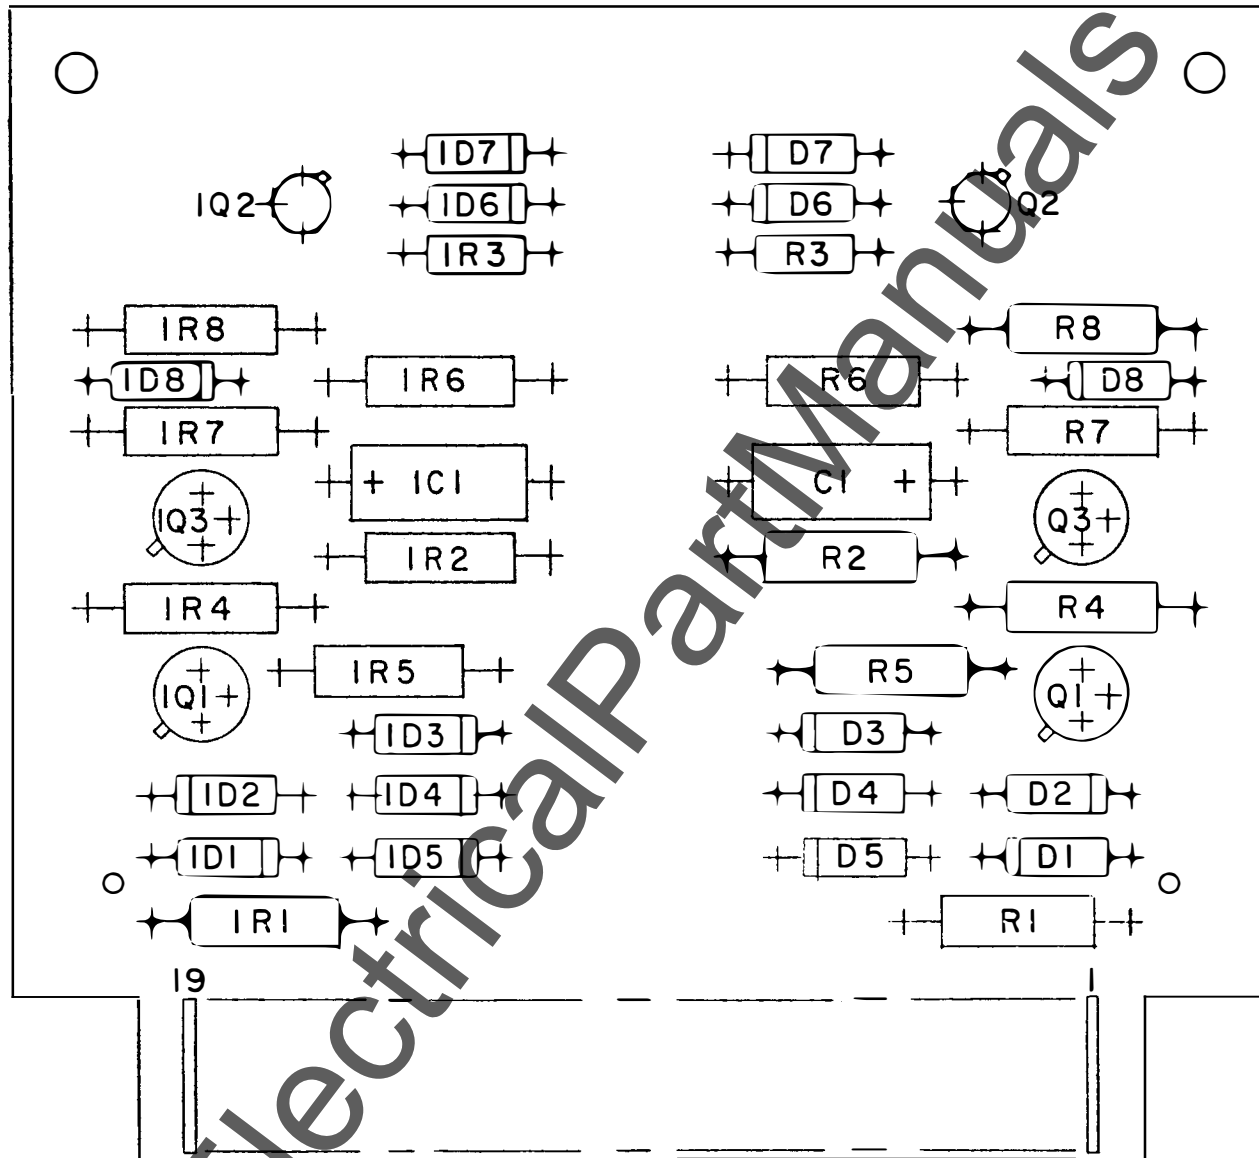 1D7 D7
1Q2 1D6 D6 Q2
1R3 R3
1R8 R8
1D8 1R6 R6 D8
1R7 R7
+ 1C1 C1 +
1Q3 Q3
1R2 R2
1R4 R4
1R5 R5
1Q1 Q1
1D3 D3
1D2 1D4 D4 D2
1D1 1D5 D5 D1
1R1 R1
19 1
lectricalPartManuals